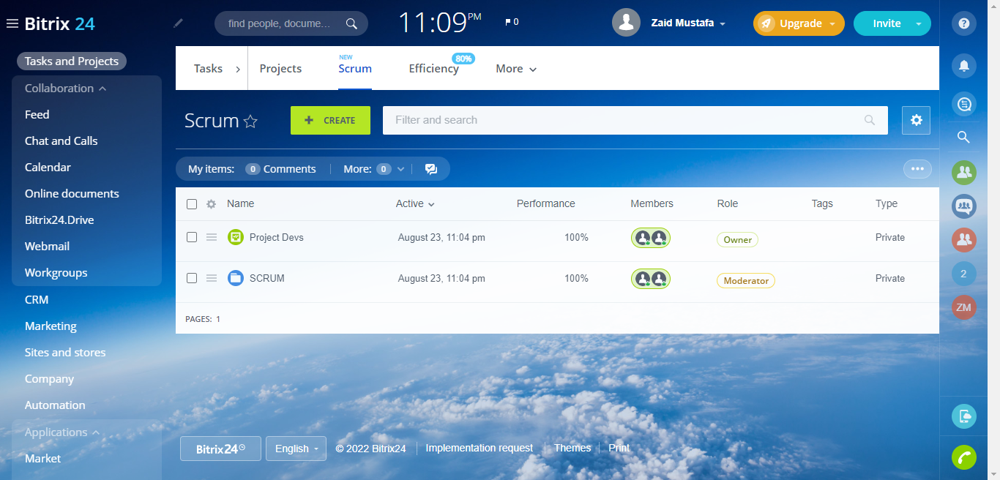 Bitrix 24
find people, docume...
11:09 PM
0
Zaid Mustafa
Upgrade
Invite
?
Tasks and Projects
Collaboration
Feed
Chat and Calls
Calendar
Online documents
Bitrix24.Drive
Webmail
Workgroups
CRM
Marketing
Sites and stores
Company
Automation
Applications
Market
Tasks
Projects
NEW
Scrum
Efficiency
80%
More
Scrum
+ CREATE
Filter and search
My items: 0 Comments
More: 0
Name Active Performance Members Role Tags Type
Project Devs August 23, 11:04 pm 100% Owner Private
SCRUM August 23, 11:04 pm 100% Moderator Private
PAGES: 1
2
ZM
Bitrix24
English
© 2022 Bitrix24
Implementation request
Themes
Print